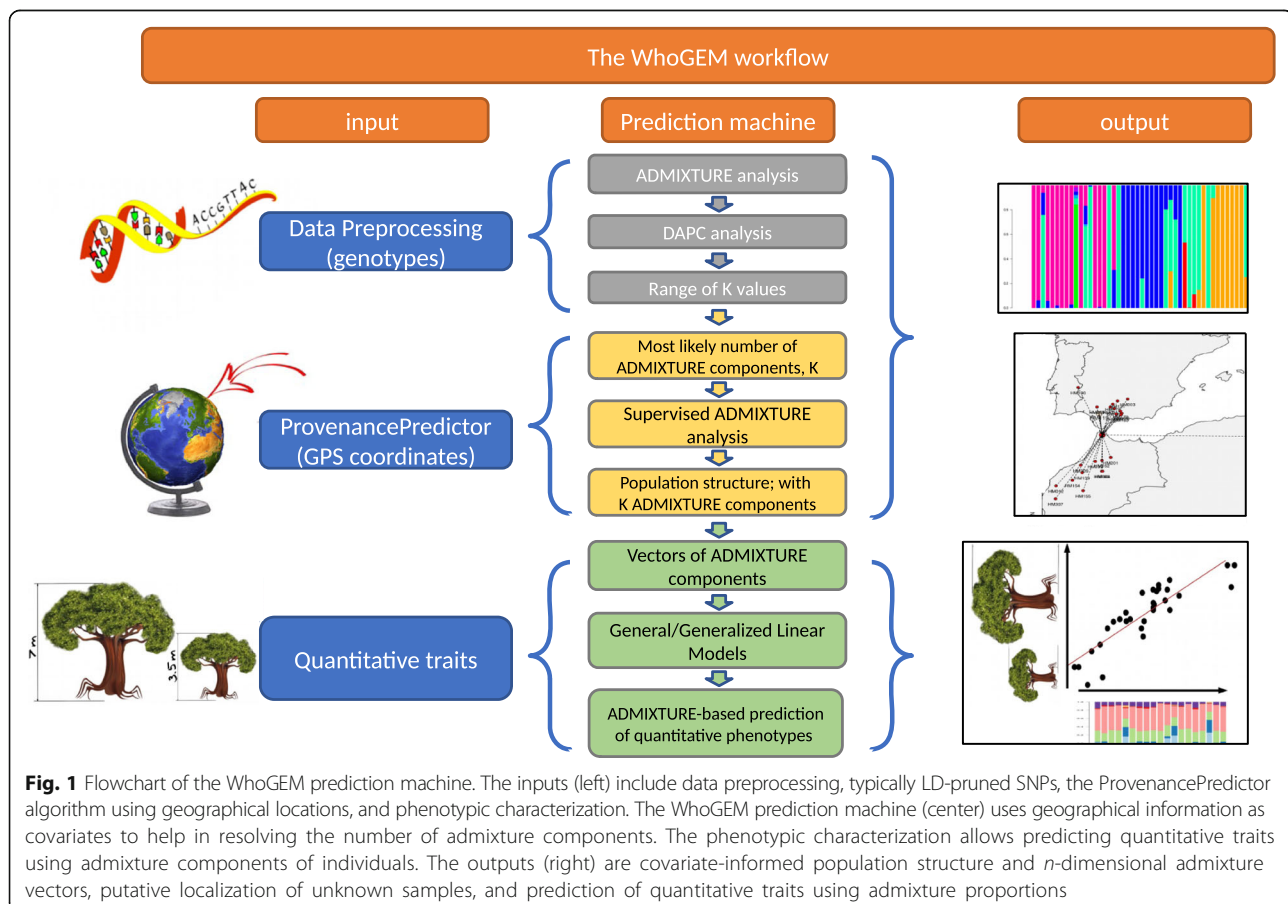 The WhoGEM workflow
input
Prediction machine
output
ACCGTTAC
Data Preprocessing
(genotypes)
ADMIXTURE analysis
DAPC analysis
Range of K values
ProvenancePredictor
(GPS coordinates)
Most likely number of
ADMIXTURE components, K
Supervised ADMIXTURE
analysis
Population structure; with
K ADMIXTURE components
7m
3.5m
Quantitative traits
Vectors of ADMIXTURE
components
General/Generalized Linear
Models
ADMIXTURE-based prediction
of quantitative phenotypes
Fig. 1 Flowchart of the WhoGEM prediction machine. The inputs (left) include data preprocessing, typically LD-pruned SNPs, the ProvenancePredictor
algorithm using geographical locations, and phenotypic characterization. The WhoGEM prediction machine (center) uses geographical information as
covariates to help in resolving the number of admixture components. The phenotypic characterization allows predicting quantitative traits
using admixture components of individuals. The outputs (right) are covariate-informed population structure and n-dimensional admixture
vectors, putative localization of unknown samples, and prediction of quantitative traits using admixture proportions